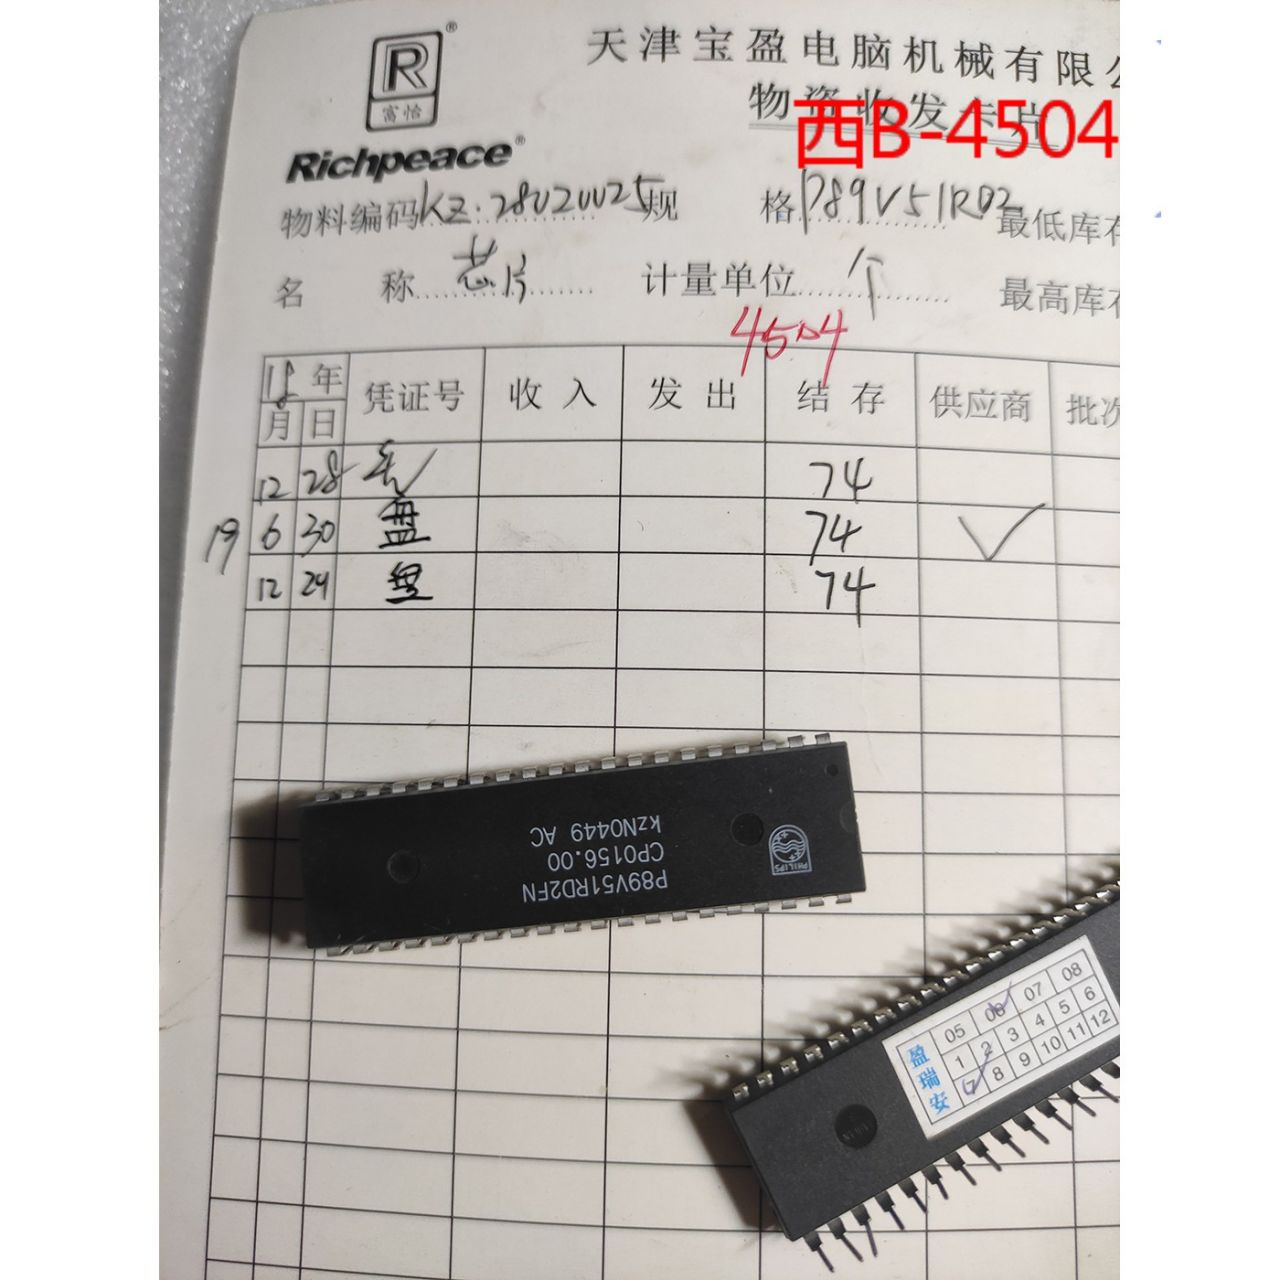 R®
富怡
Richpeace®
天津宝盈电脑机械有限公
物资收发卡片
西B-4504
物料编码KZ·28020025 规 格P89V51RD2 最低库存
名 称 芯片 计量单位 个 最高库存
4504
18年 凭证号 收入 发出 结存 供应商 批次
月 日
12 28 74
19 6 30 盘 74 ✓
12 29 盘 74
PHILIPS
P89V51RD2FN
CP0156.00
kzN0449 AC
盈瑞安
05 06 07 08
1 2 3 4 5 6
7 8 9 10 11 12